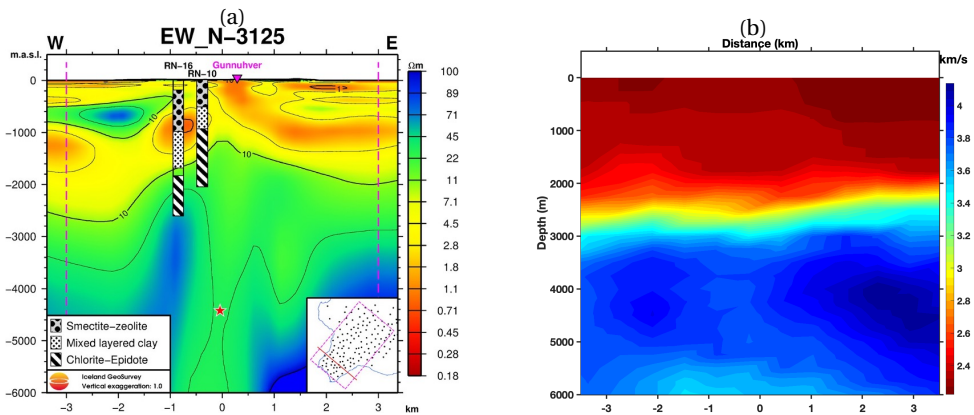 (a)
EW_N−3125
m.a.s.l.
W
E
RN−16
RN−10
Gunnuhver
Ωm
0
−1000
−2000
−3000
−4000
−5000
−6000
10
1
10
10
100
89
71
45
22
11
7.1
4.5
2.8
1.8
1.1
0.71
0.45
0.28
0.18
Smectite-zeolite
Mixed layered clay
Chlorite-Epidote
Iceland GeoSurvey
Vertical exaggeration: 1.0
−3 −2 −1 0 1 2 3 km
(b)
Distance (km)
km/s
Depth (m)
0
1000
2000
3000
4000
5000
6000
4
3.8
3.6
3.4
3.2
3
2.8
2.6
2.4
-3 -2 -1 0 1 2 3